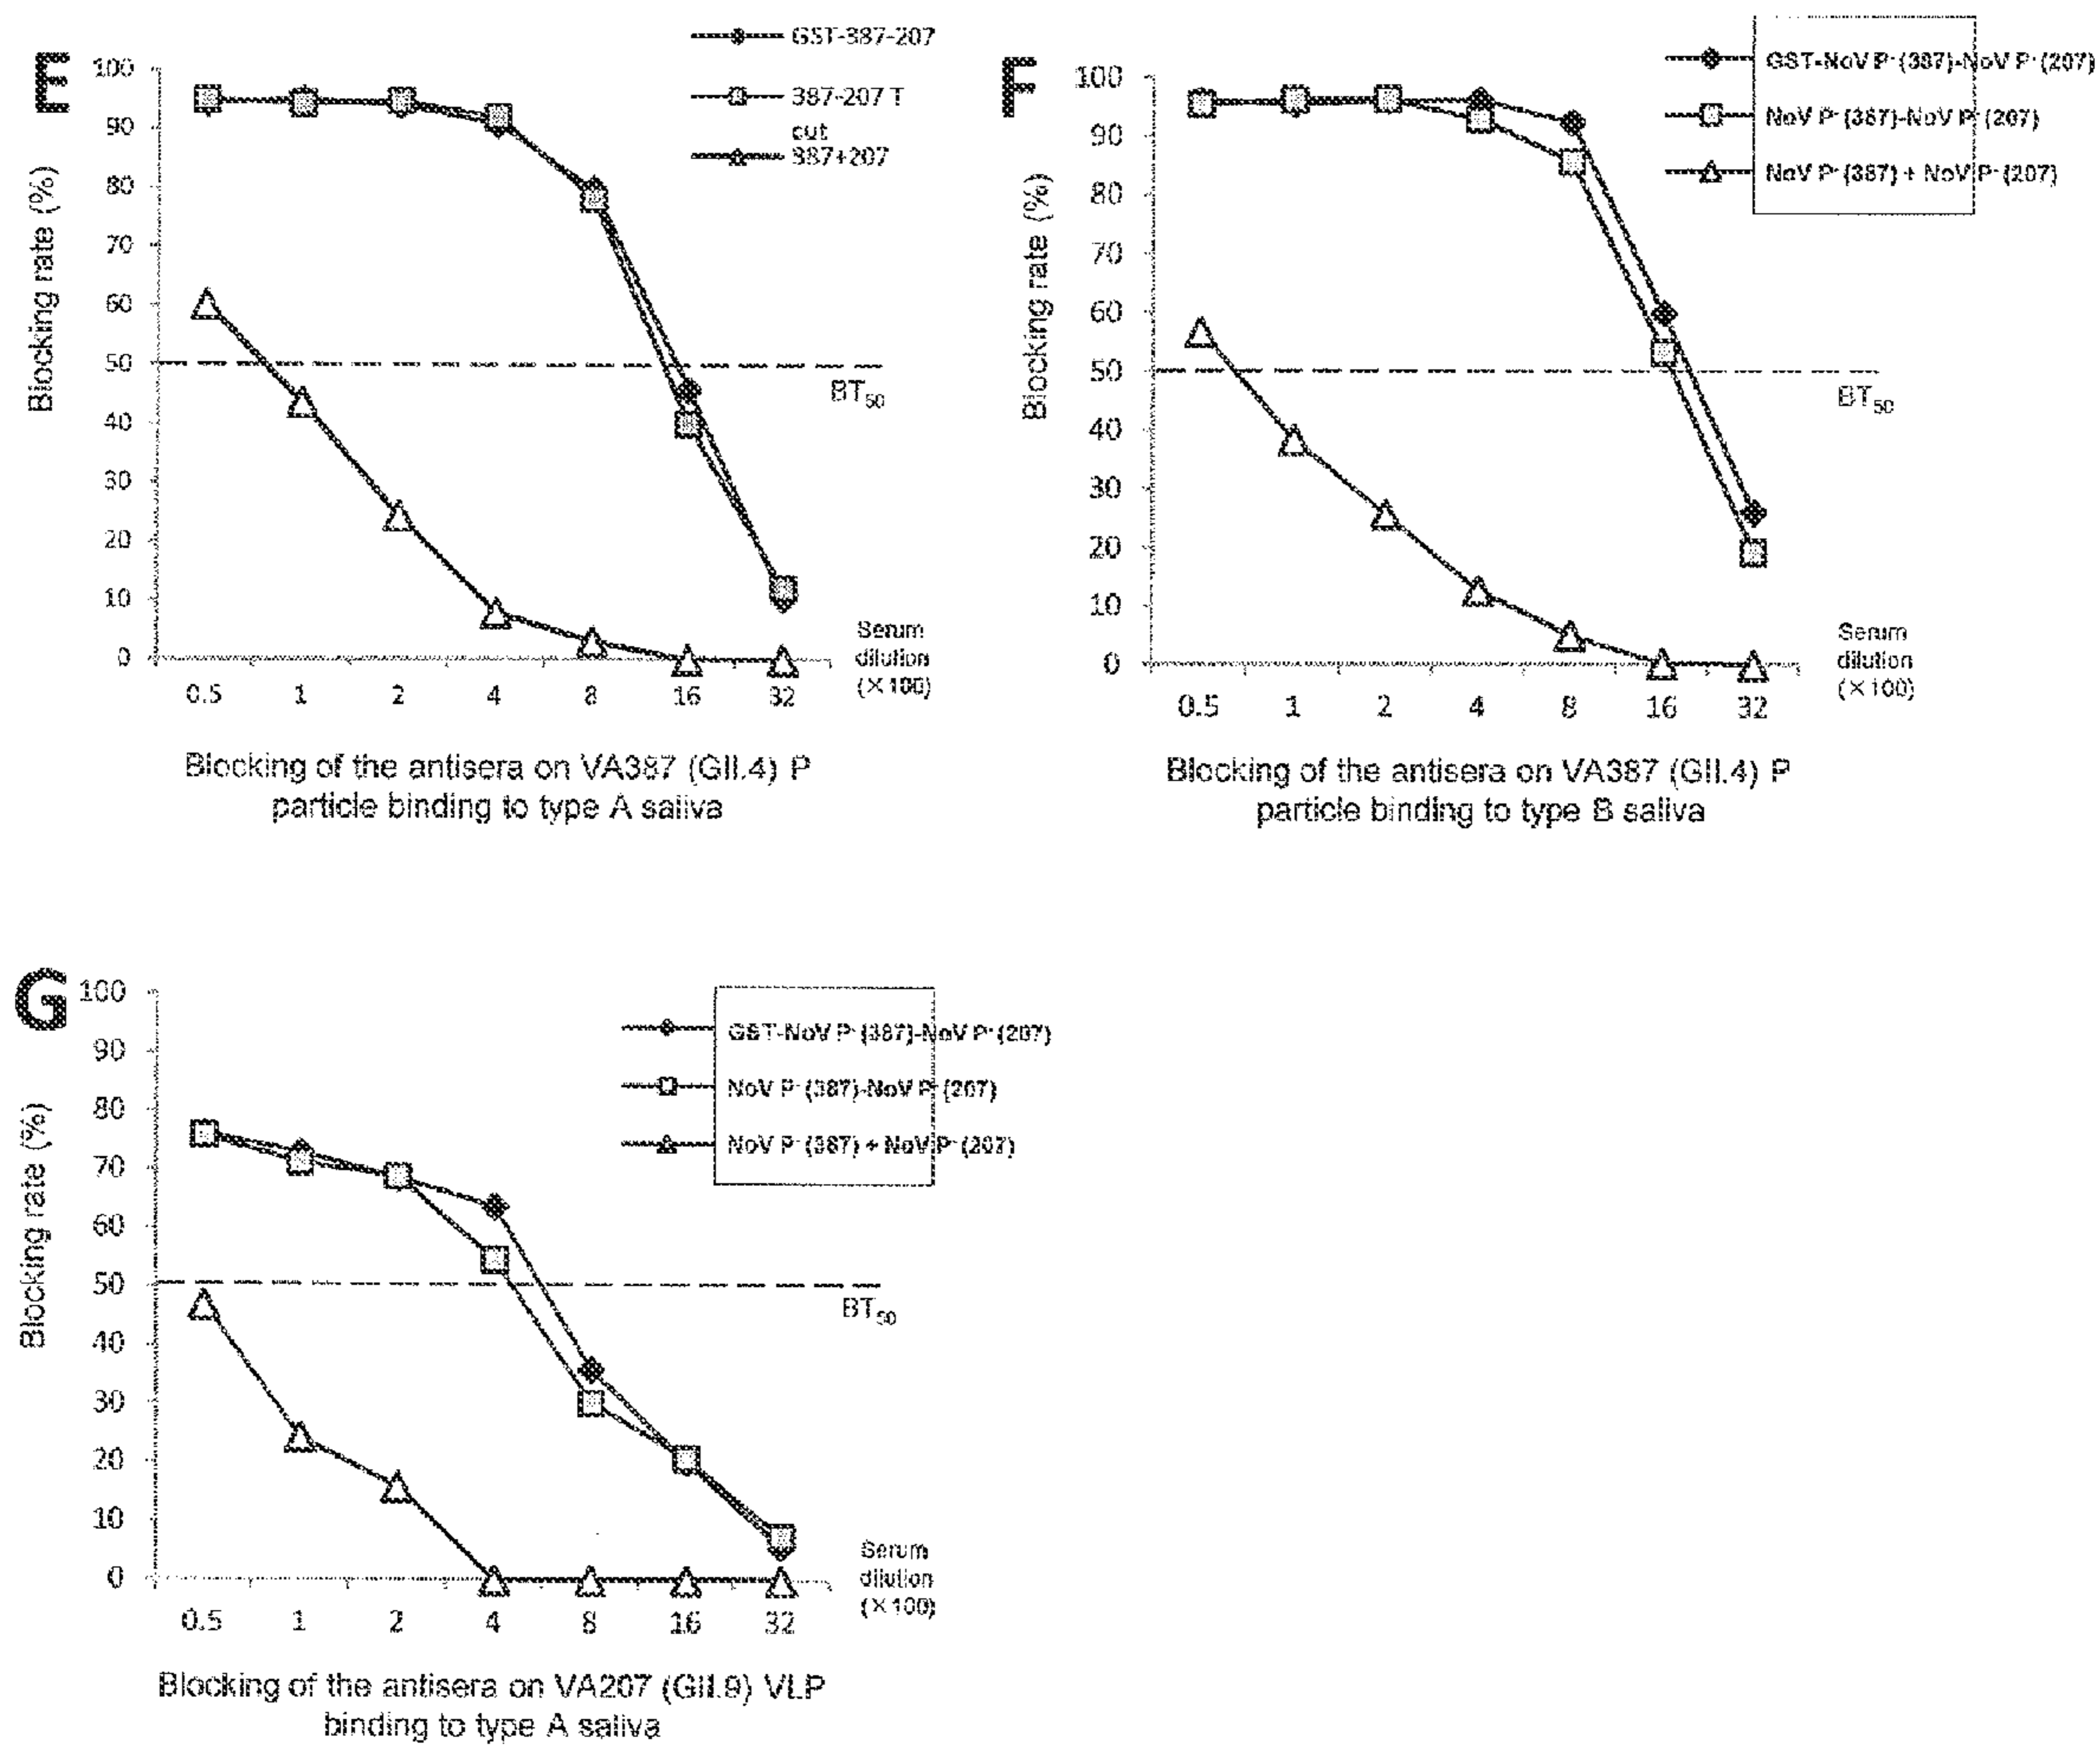 E
GST-387-207
387-207 T
cut
387+207
Blocking rate (%)
100
90
80
70
60
50
40
30
20
10
0
BT50
0.5 1 2 4 8 16 32
Serum
dilution
(×100)
Blocking of the antisera on VA387 (GII.4) P
particle binding to type A saliva
F
GST-NoV P⁻(387)-NoV P⁻(207)
NoV P⁻(387)-NoV P⁻(207)
NoV P⁻(387) + NoV P⁻(207)
Blocking rate (%)
100
90
80
70
60
50
40
30
20
10
0
BT50
0.5 1 2 4 8 16 32
Serum
dilution
(×100)
Blocking of the antisera on VA387 (GII.4) P
particle binding to type B saliva
G
GST-NoV P⁻(387)-NoV P⁻(207)
NoV P⁻(387)-NoV P⁻(207)
NoV P⁻(387) + NoV P⁻(207)
Blocking rate (%)
100
90
80
70
60
50
40
30
20
10
0
BT50
0.5 1 2 4 8 16 32
Serum
dilution
(×100)
Blocking of the antisera on VA207 (GII.9) VLP
binding to type A saliva